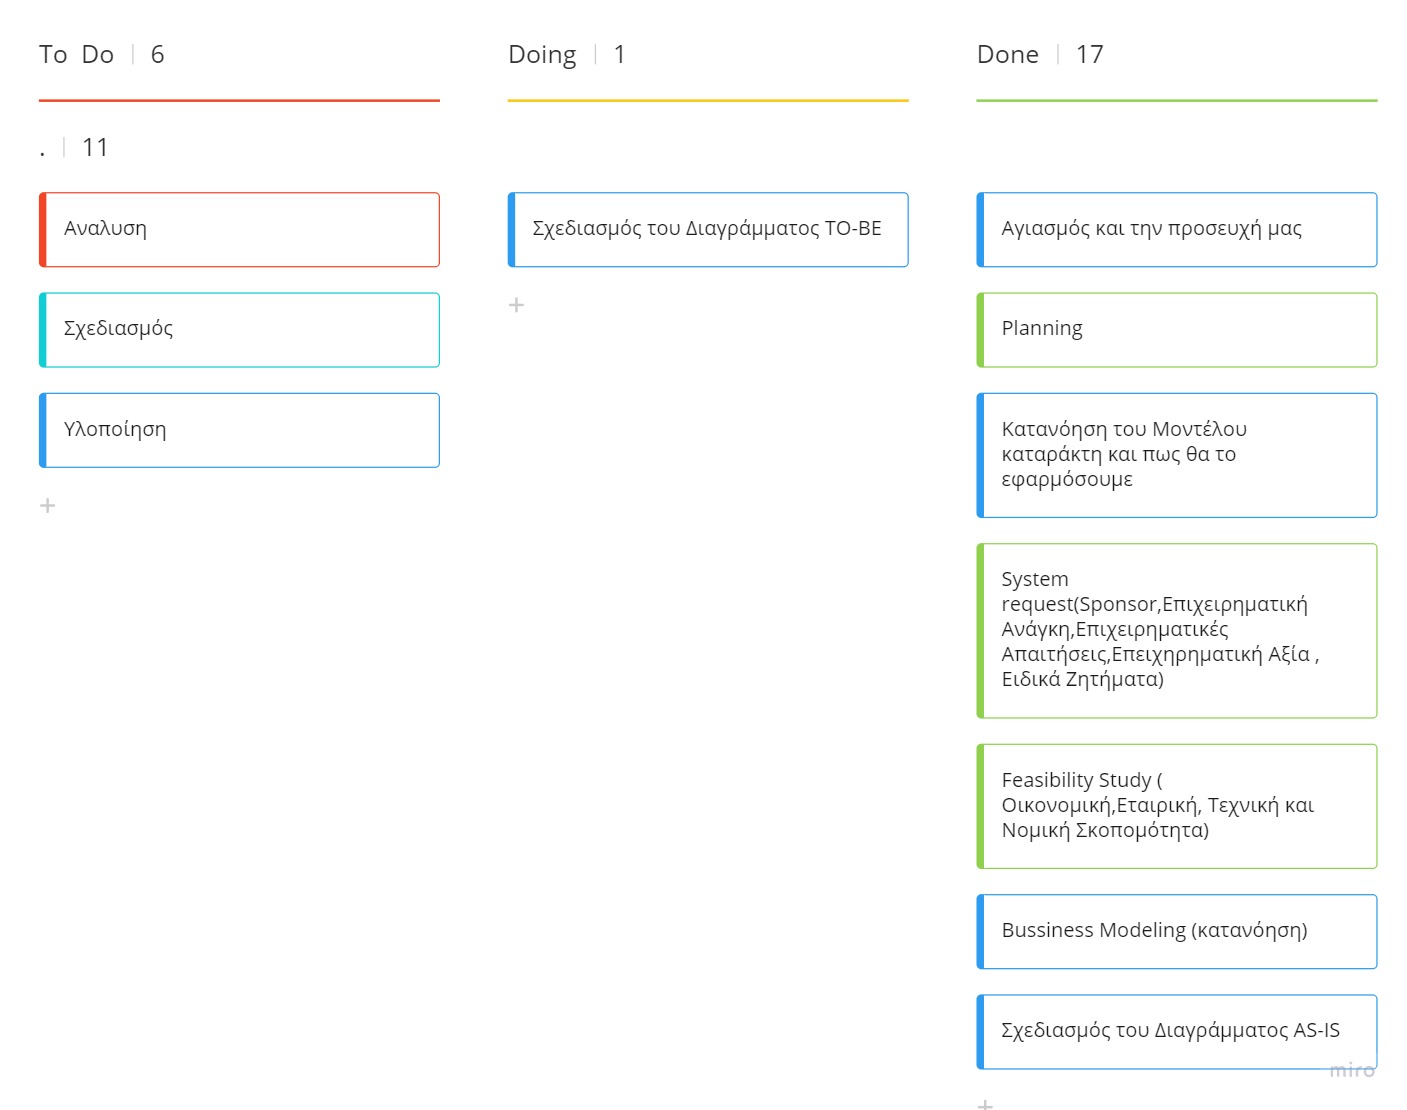 To Do | 6
Doing | 1
Done | 17
. | 11
Αναλυση
Σχεδιασμός
Υλοποίηση
+
Σχεδιασμός του Διαγράμματος TO-BE
+
Αγιασμός και την προσευχή μας
Planning
Κατανόηση του Μοντέλου
καταράκτη και πως θα το
εφαρμόσουμε
System
request(Sponsor,Επιχειρηματική
Ανάγκη,Επιχειρηματικές
Απαιτήσεις,Επειχηρηματική Αξία ,
Ειδικά Ζητήματα)
Feasibility Study (
Οικονομική,Εταιρική, Τεχνική και
Νομική Σκοπομότητα)
Bussiness Modeling (κατανόηση)
Σχεδιασμός του Διαγράμματος AS-IS
miro
+